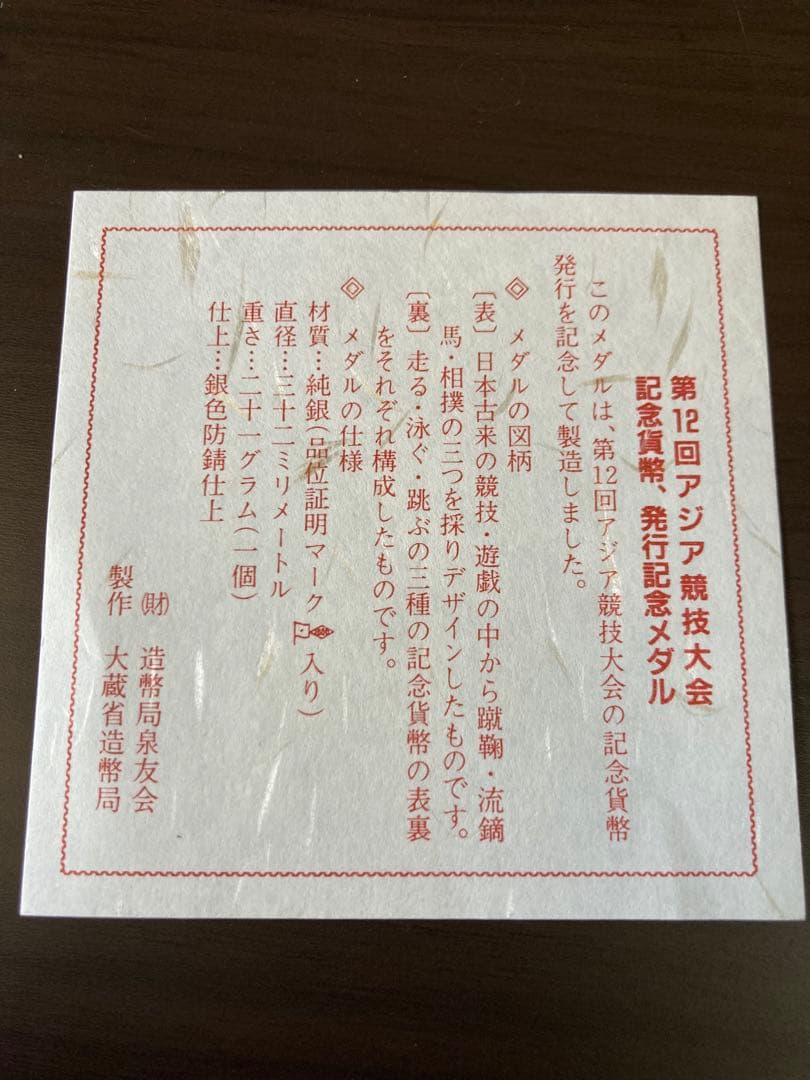 第12回アジア競技大会
記念貨幣、発行記念メダル
このメダルは、第12回アジア競技大会の記念貨幣
発行を記念して製造しました。
◈ メダルの図柄
〔表〕日本古来の競技・遊戯の中から蹴鞠・流鏑
馬・相撲の三つを採りデザインしたものです。
〔裏〕走る・泳ぐ・跳ぶの三種の記念貨幣の表裏
をそれぞれ構成したものです。
◈ メダルの仕様
材質…純銀(品位証明マーク入り)
直径…三十二ミリメートル
重さ…二十一グラム(一個)
仕上…銀色防錆仕上
㈶ 造幣局泉友会
製作 大蔵省造幣局